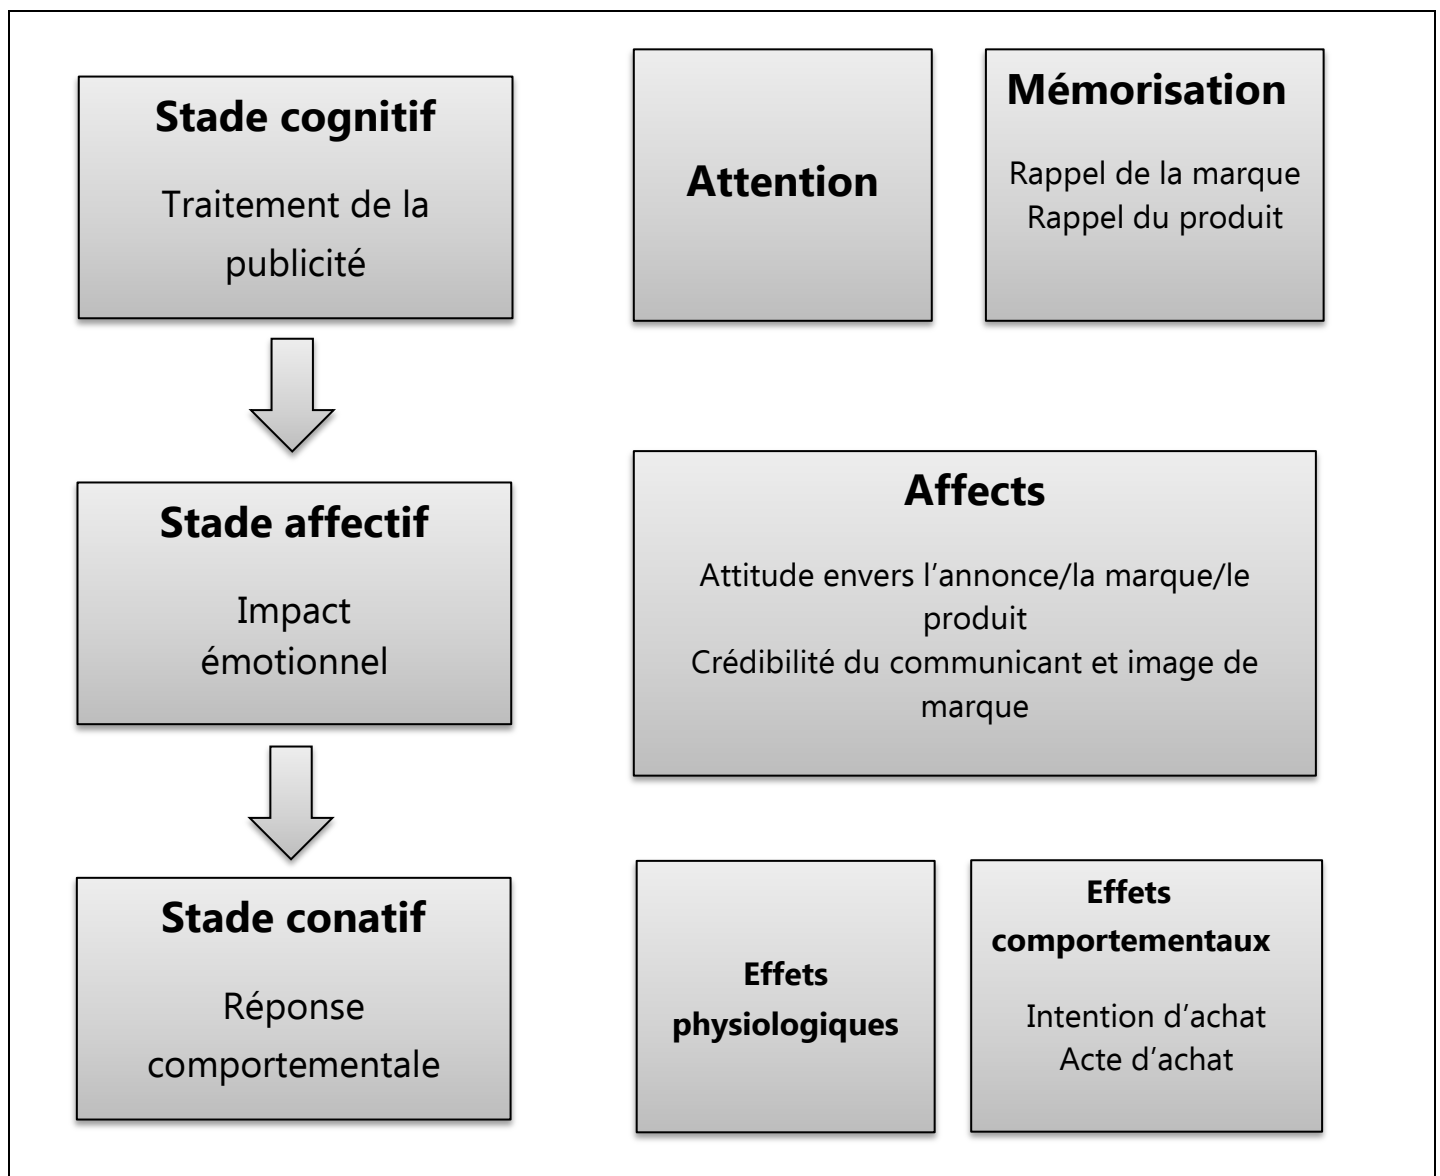 Stade cognitif
Traitement de la
publicité
Attention
Mémorisation
Rappel de la marque
Rappel du produit
Stade affectif
Impact
émotionnel
Affects
Attitude envers l’annonce/la marque/le
produit
Crédibilité du communicant et image de
marque
Stade conatif
Réponse
comportementale
Effets
physiologiques
Effets
comportementaux
Intention d’achat
Acte d’achat